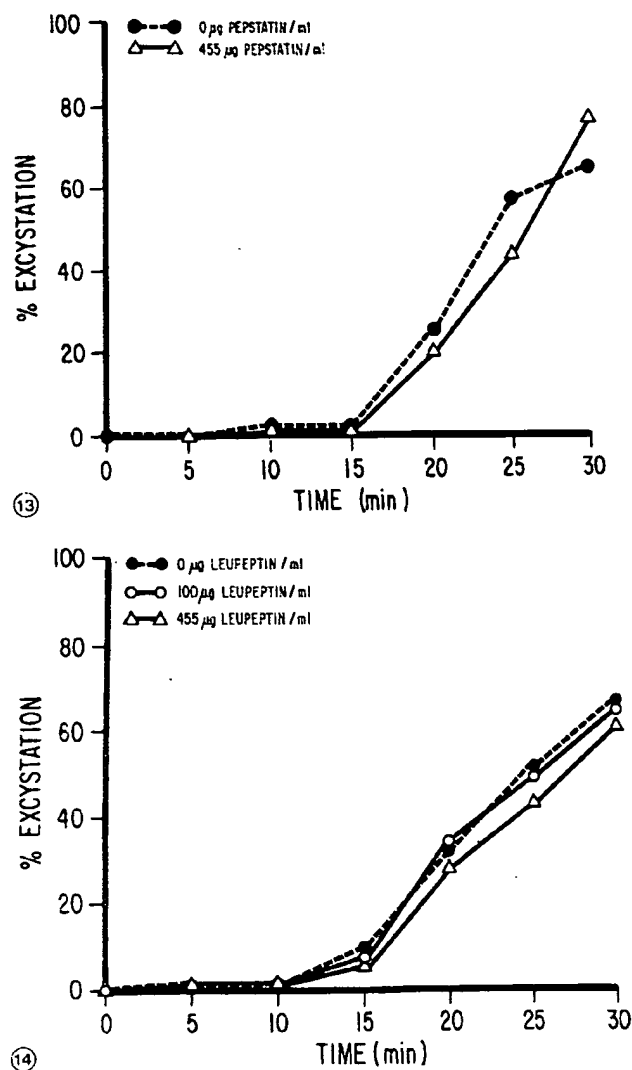 100
80
60
40
20
0
% EXCYSTATION
0 µg PEPSTATIN/ml
455 µg PEPSTATIN/ml
0 5 10 15 20 25 30
TIME (min)
13
100
80
60
40
20
0
% EXCYSTATION
0 µg LEUFEPTIN/ml
100 µg LEUPEPTIN/ml
455 µg LEUPEPTIN/ml
0 5 10 15 20 25 30
TIME (min)
14